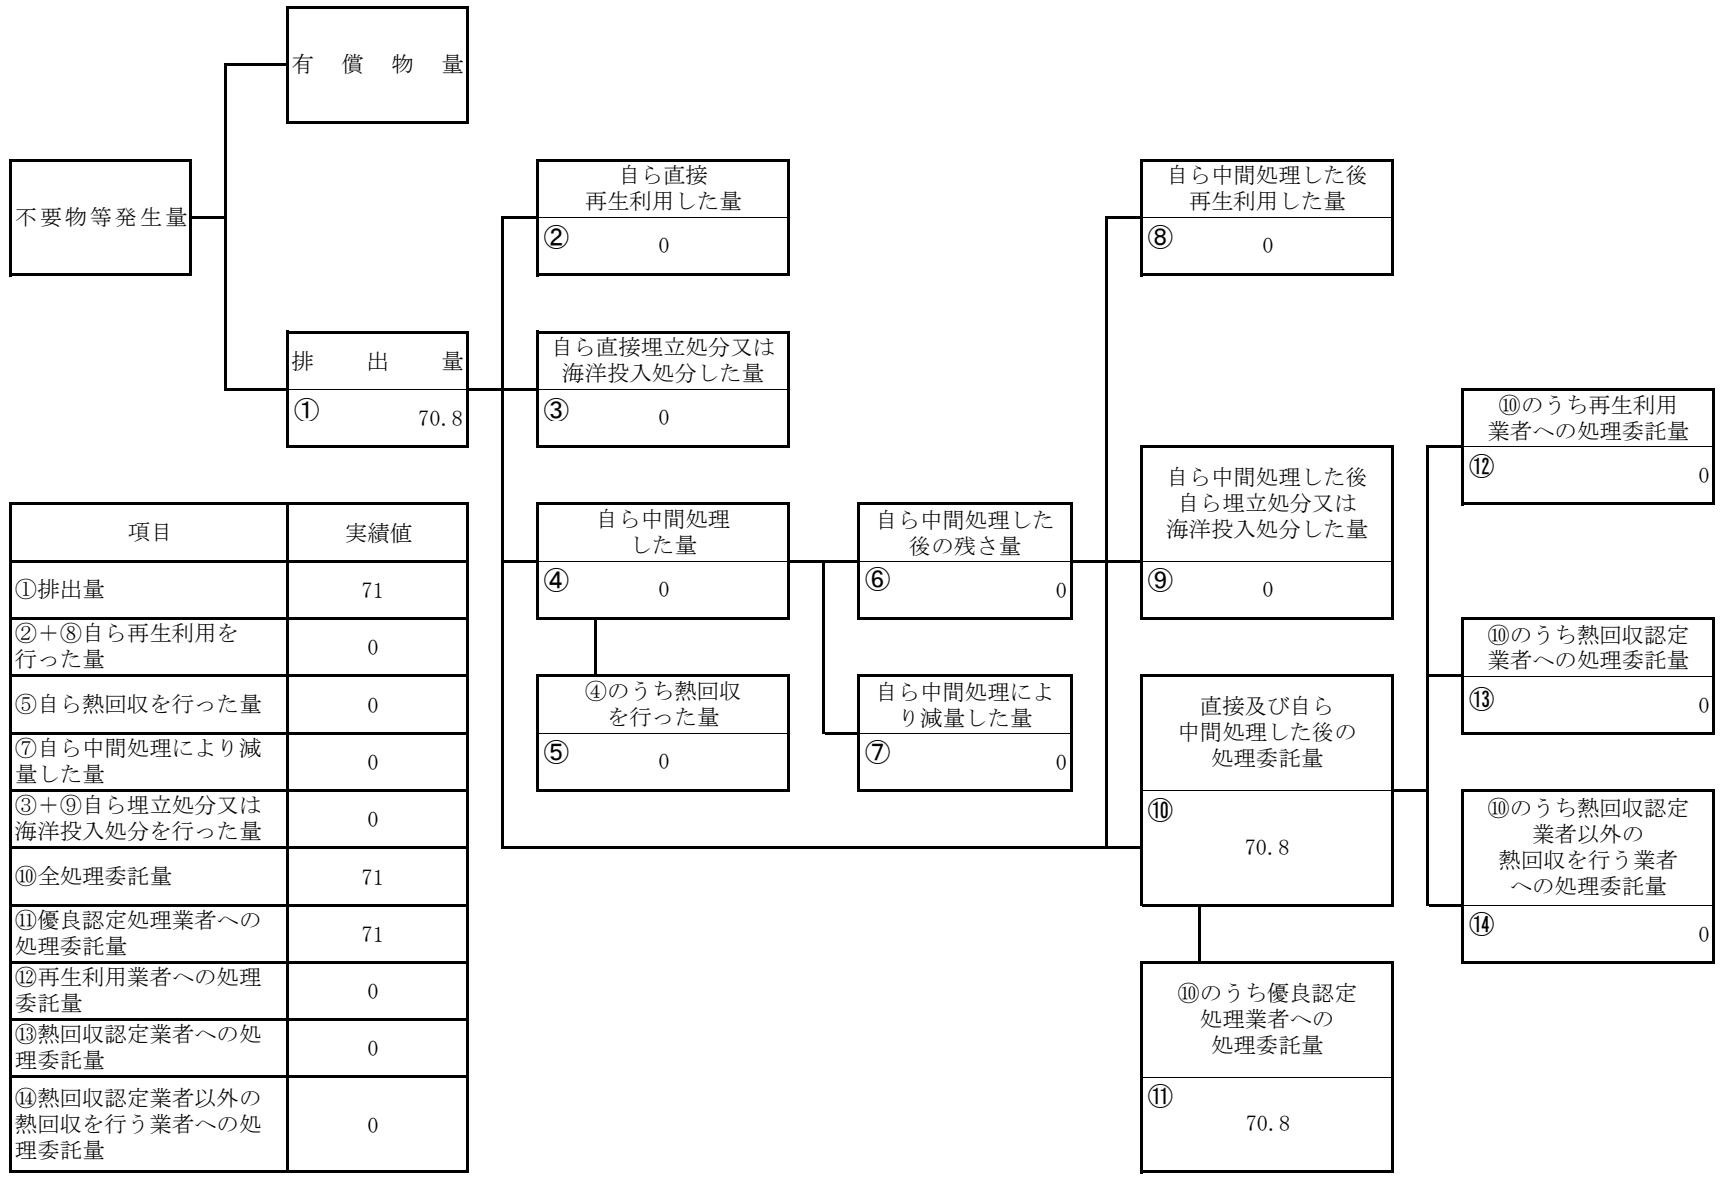 有償物量
不要物等発生量
排出量
①
70.8
自ら直接
再生利用した量
②
0
自ら直接埋立処分又は
海洋投入処分した量
③
0
自ら中間処理
した量
④
0
④のうち熱回収
を行った量
⑤
0
自ら中間処理した
後の残さ量
⑥
0
自ら中間処理によ
り減量した量
⑦
0
自ら中間処理した後
再生利用した量
⑧
0
自ら中間処理した後
自ら埋立処分又は
海洋投入処分した量
⑨
0
直接及び自ら
中間処理した後の
処理委託量
⑩
70.8
⑩のうち優良認定
処理業者への
処理委託量
⑪
70.8
⑩のうち再生利用
業者への処理委託量
⑫
0
⑩のうち熱回収認定
業者への処理委託量
⑬
0
⑩のうち熱回収認定
業者以外の
熱回収を行う業者
への処理委託量
⑭
0
項目 実績値
①排出量 71
②＋⑧自ら再生利用を
行った量 0
⑤自ら熱回収を行った量 0
⑦自ら中間処理により減
量した量 0
③＋⑨自ら埋立処分又は
海洋投入処分を行った量 0
⑩全処理委託量 71
⑪優良認定処理業者への
処理委託量 71
⑫再生利用業者への処理
委託量 0
⑬熱回収認定業者への処
理委託量 0
⑭熱回収認定業者以外の
熱回収を行う業者への処
理委託量 0